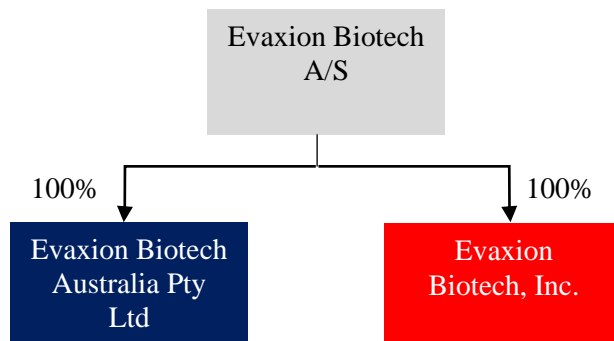 Evaxion Biotech
A/S
100%
100%
Evaxion Biotech
Australia Pty
Ltd
Evaxion
Biotech, Inc.